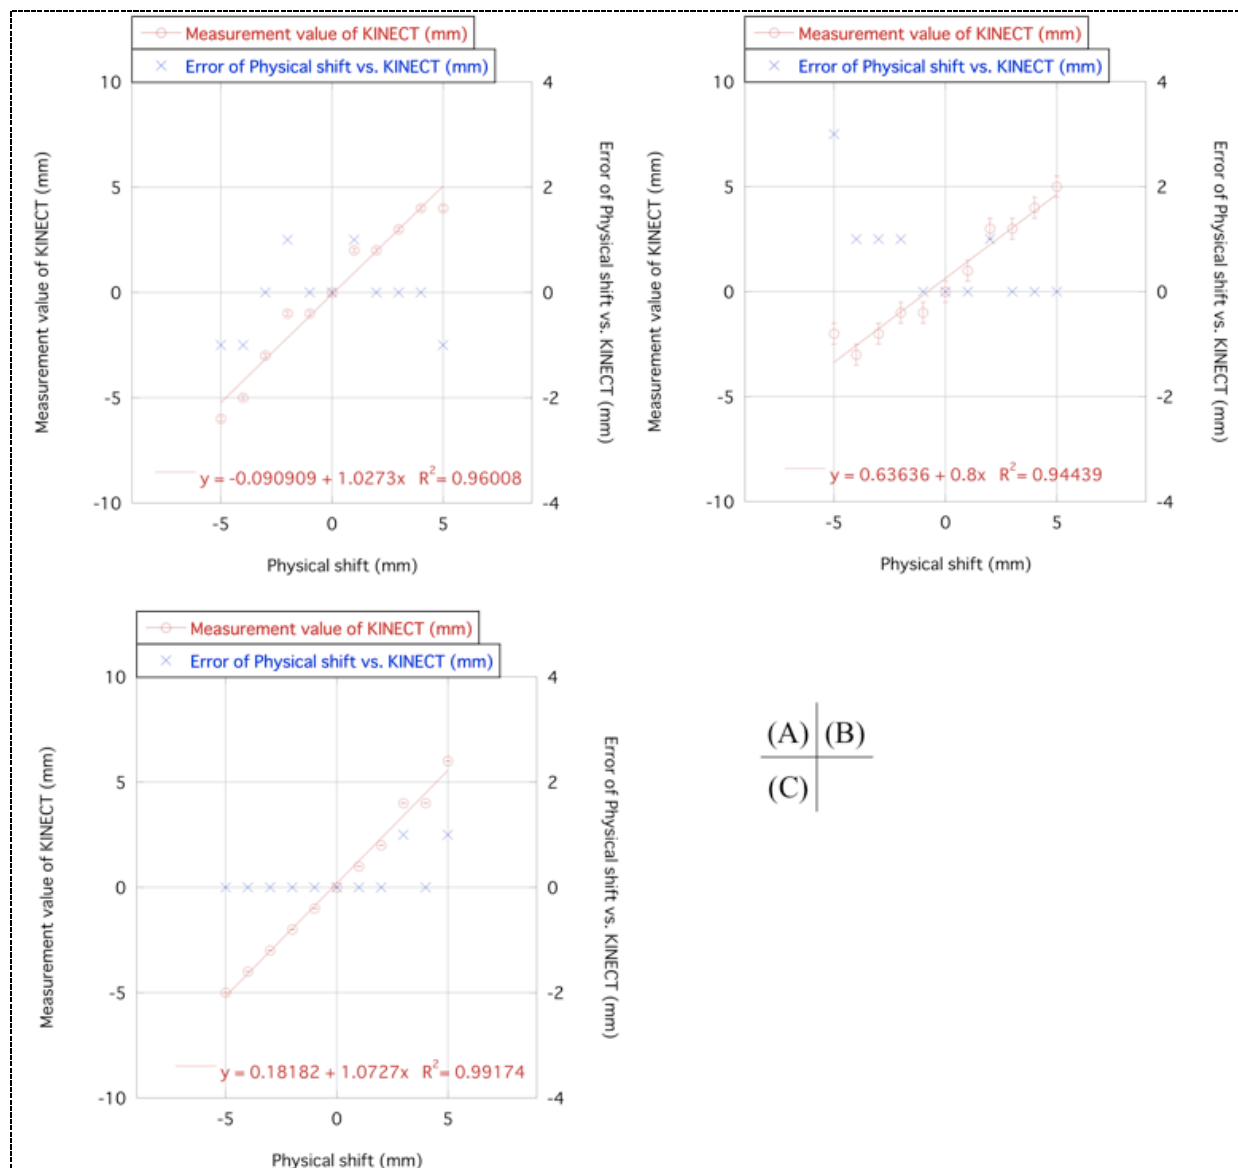 Measurement value of KINECT (mm)
Error of Physical shift vs. KINECT (mm)
10
5
0
-5
-10
4
2
0
-2
-4
Measurement value of KINECT (mm)
Error of Physical shift vs. KINECT (mm)
y = -0.090909 + 1.0273x R²= 0.96008
-5 0 5
Physical shift (mm)
Measurement value of KINECT (mm)
Error of Physical shift vs. KINECT (mm)
10
5
0
-5
-10
4
2
0
-2
-4
Measurement value of KINECT (mm)
Error of Physical shift vs. KINECT (mm)
y = 0.63636 + 0.8x R²= 0.94439
-5 0 5
Physical shift (mm)
Measurement value of KINECT (mm)
Error of Physical shift vs. KINECT (mm)
10
5
0
-5
-10
4
2
0
-2
-4
Measurement value of KINECT (mm)
Error of Physical shift vs. KINECT (mm)
y = 0.18182 + 1.0727x R²= 0.99174
-5 0 5
Physical shift (mm)
(A) (B)
(C)